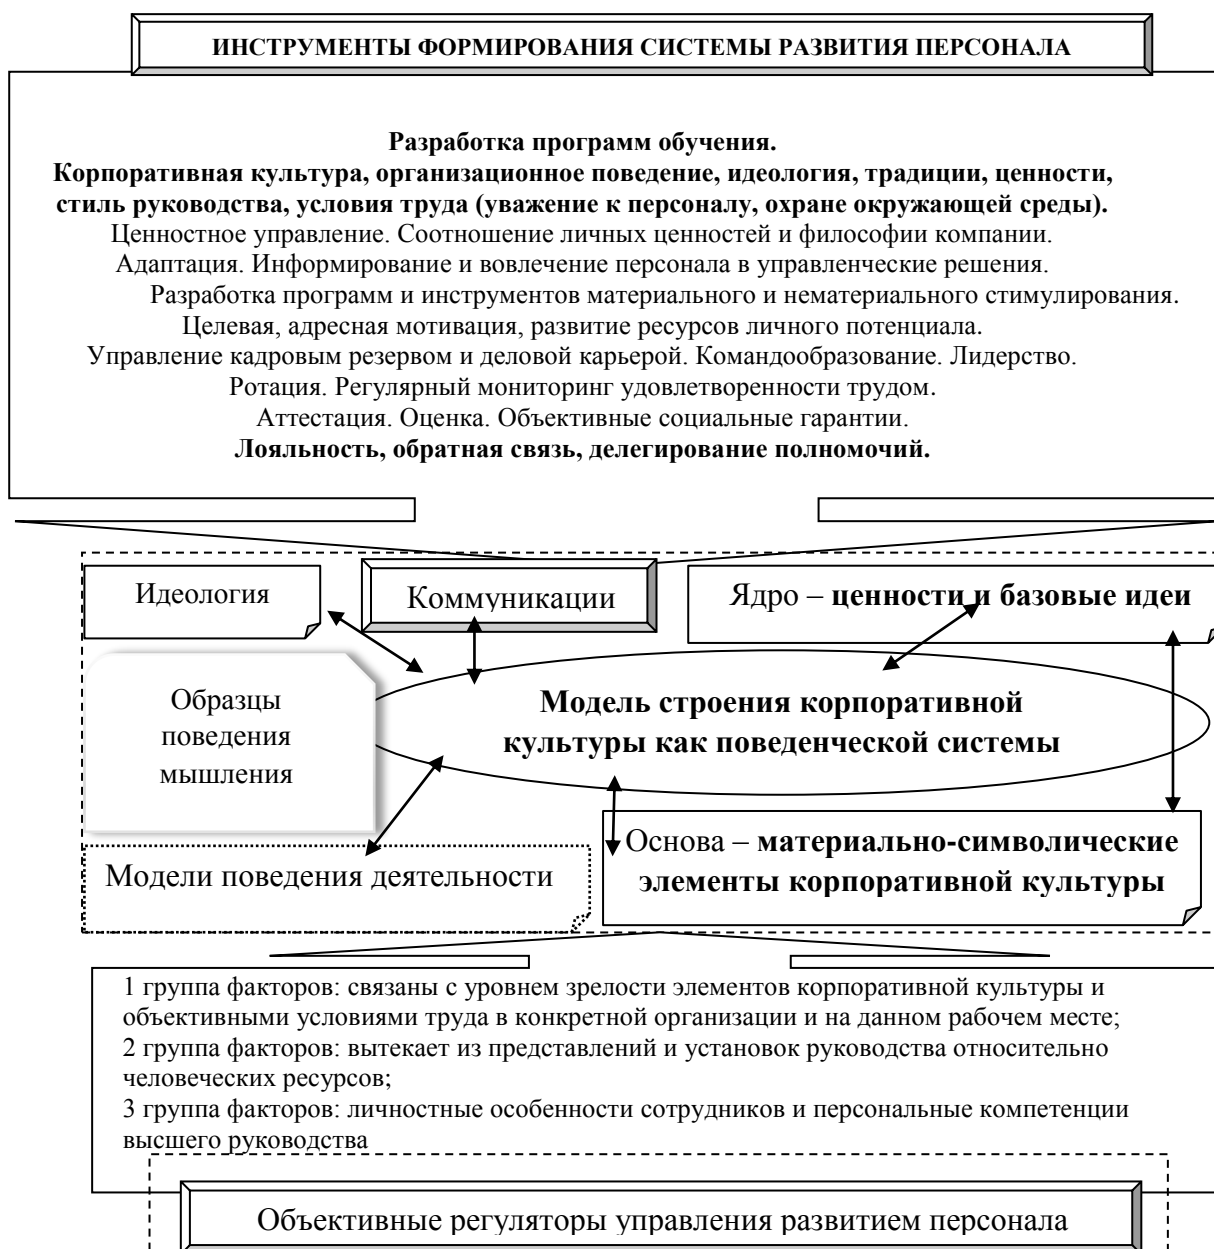 ИНСТРУМЕНТЫ ФОРМИРОВАНИЯ СИСТЕМЫ РАЗВИТИЯ ПЕРСОНАЛА
Разработка программ обучения.
Корпоративная культура, организационное поведение, идеология, традиции, ценности,
стиль руководства, условия труда (уважение к персоналу, охране окружающей среды).
Ценностное управление. Соотношение личных ценностей и философии компании.
Адаптация. Информирование и вовлечение персонала в управленческие решения.
Разработка программ и инструментов материального и нематериального стимулирования.
Целевая, адресная мотивация, развитие ресурсов личного потенциала.
Управление кадровым резервом и деловой карьерой. Командообразование. Лидерство.
Ротация. Регулярный мониторинг удовлетворенности трудом.
Аттестация. Оценка. Объективные социальные гарантии.
Лояльность, обратная связь, делегирование полномочий.
Идеология
Коммуникации
Ядро – ценности и базовые идеи
Образцы
поведения
мышления
Модель строения корпоративной
культуры как поведенческой системы
Модели поведения деятельности
Основа – материально-символические
элементы корпоративной культуры
1 группа факторов: связаны с уровнем зрелости элементов корпоративной культуры и
объективными условиями труда в конкретной организации и на данном рабочем месте;
2 группа факторов: вытекает из представлений и установок руководства относительно
человеческих ресурсов;
3 группа факторов: личностные особенности сотрудников и персональные компетенции
высшего руководства
Объективные регуляторы управления развитием персонала